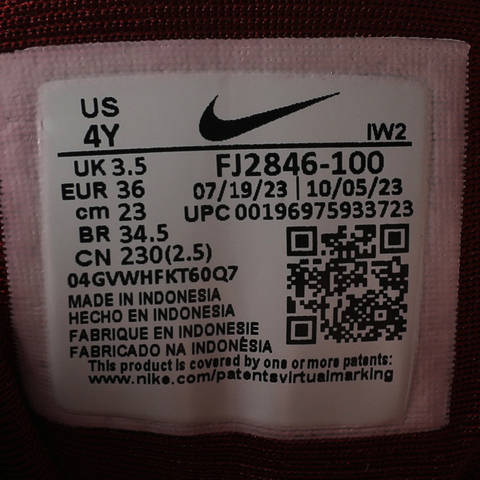 US
4Y
IW2
UK 3.5
FJ2846-100
EUR 36
07/19/23 | 10/05/23
cm 23
UPC 00196975933723
BR 34.5
CN 230(2.5)
04GVWHFKT60Q7
MADE IN INDONESIA
HECHO EN INDONESIA
FABRIQUE EN INDONESIE
FABRICADO NA INDONÉSIA
This product is covered by one or more patents:
www.nike.com/patentsvirtualmarking